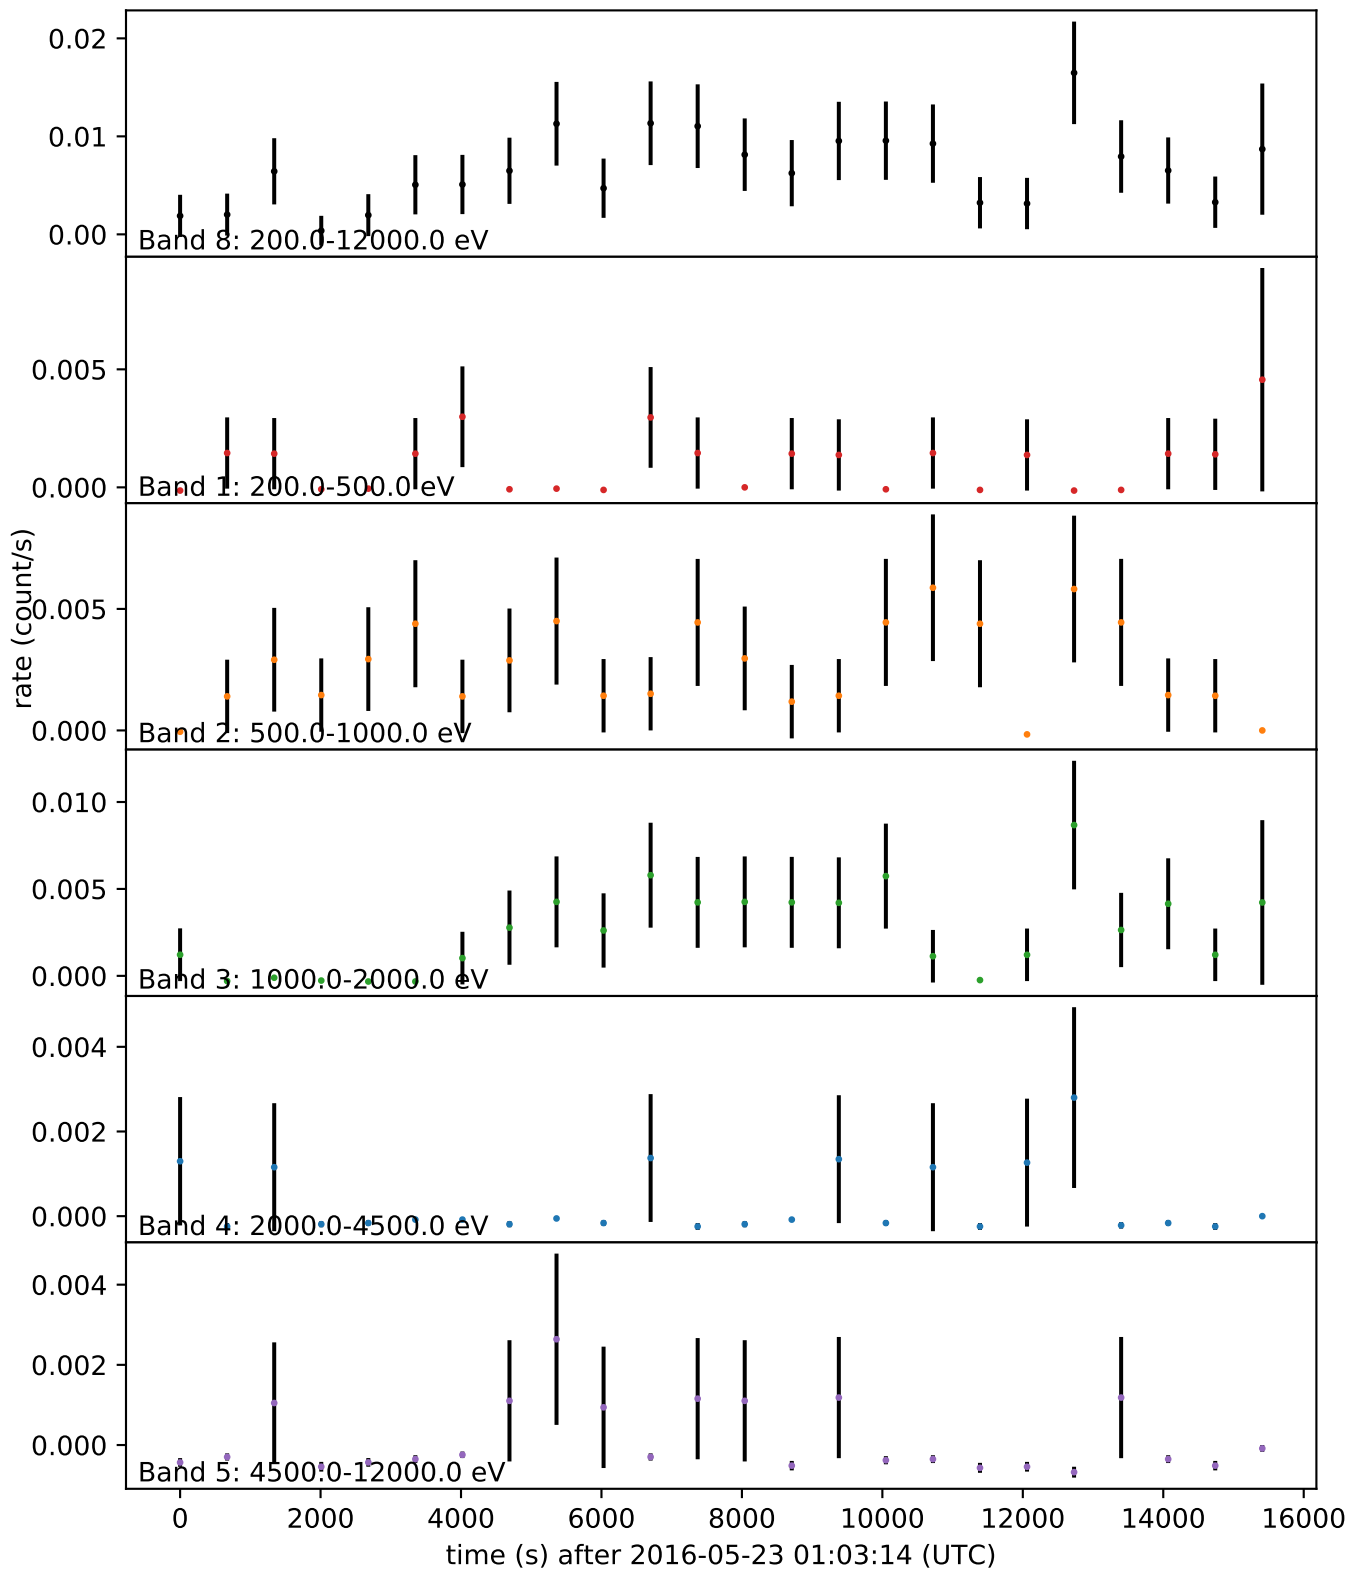 0.02
0.01
0.00
Band 8: 200.0-12000.0 eV
0.005
0.000
Band 1: 200.0-500.0 eV
rate (count/s)
0.005
0.000
Band 2: 500.0-1000.0 eV
0.010
0.005
0.000
Band 3: 1000.0-2000.0 eV
0.004
0.002
0.000
Band 4: 2000.0-4500.0 eV
0.004
0.002
0.000
Band 5: 4500.0-12000.0 eV
0 2000 4000 6000 8000 10000 12000 14000 16000
time (s) after 2016-05-23 01:03:14 (UTC)